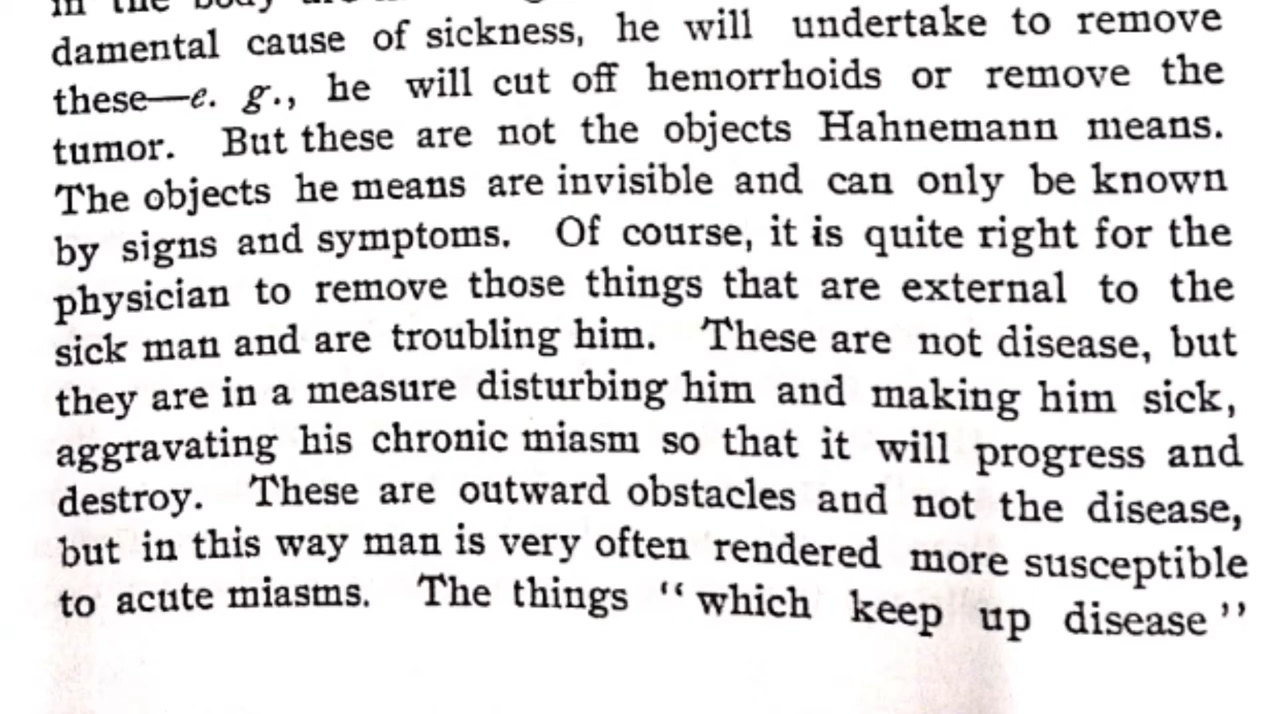 in the body are
damental cause of sickness, he will undertake to remove
these—e. g., he will cut off hemorrhoids or remove the
tumor. But these are not the objects Hahnemann means.
The objects he means are invisible and can only be known
by signs and symptoms. Of course, it is quite right for the
physician to remove those things that are external to the
sick man and are troubling him. These are not disease, but
they are in a measure disturbing him and making him sick,
aggravating his chronic miasm so that it will progress and
destroy. These are outward obstacles and not the disease,
but in this way man is very often rendered more susceptible
to acute miasms. The things “which keep up disease”